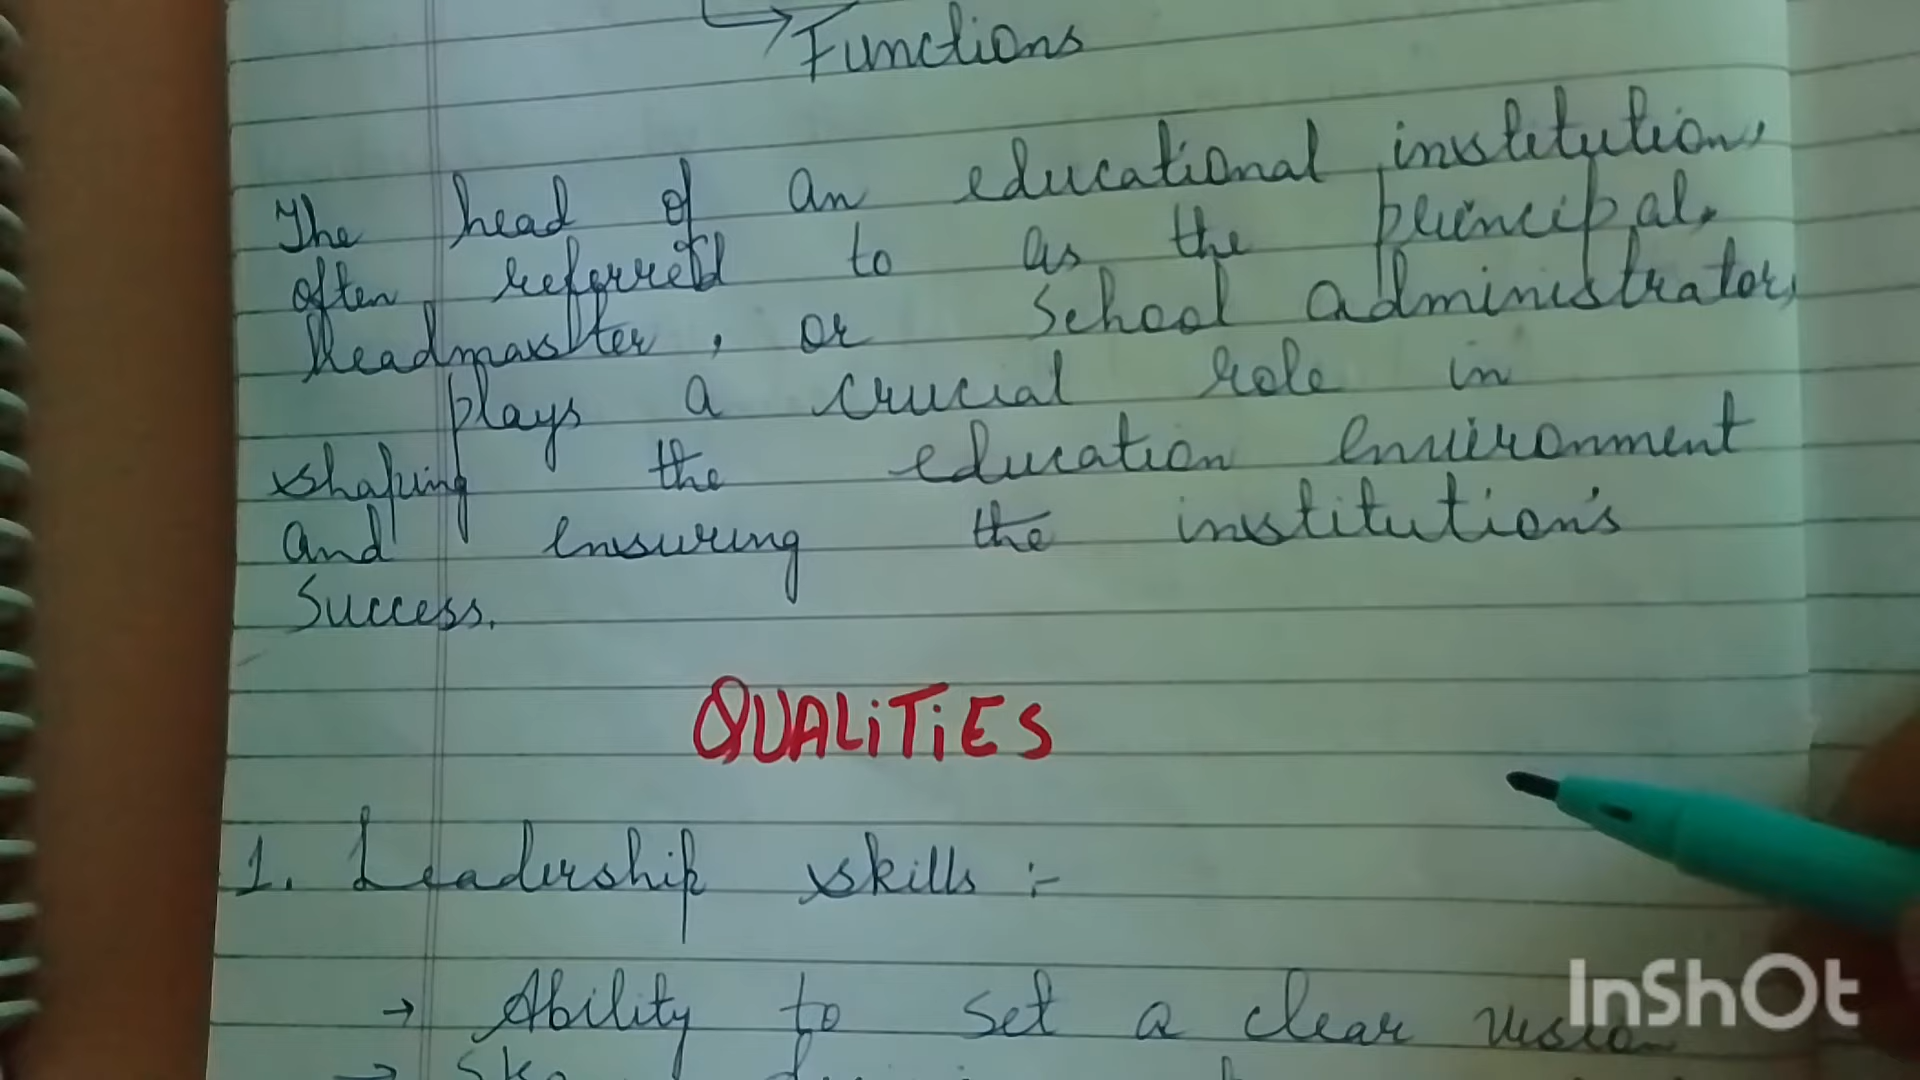 Functions
The head of an educational institution,
often referred to as the principal,
headmaster, or School administrator,
plays a crucial role in
shaping the education environment
and ensuring the institution's
Success.
QUALiTiES
1. Leadership skills :-
→ Ability to set a clear vision
InShOt